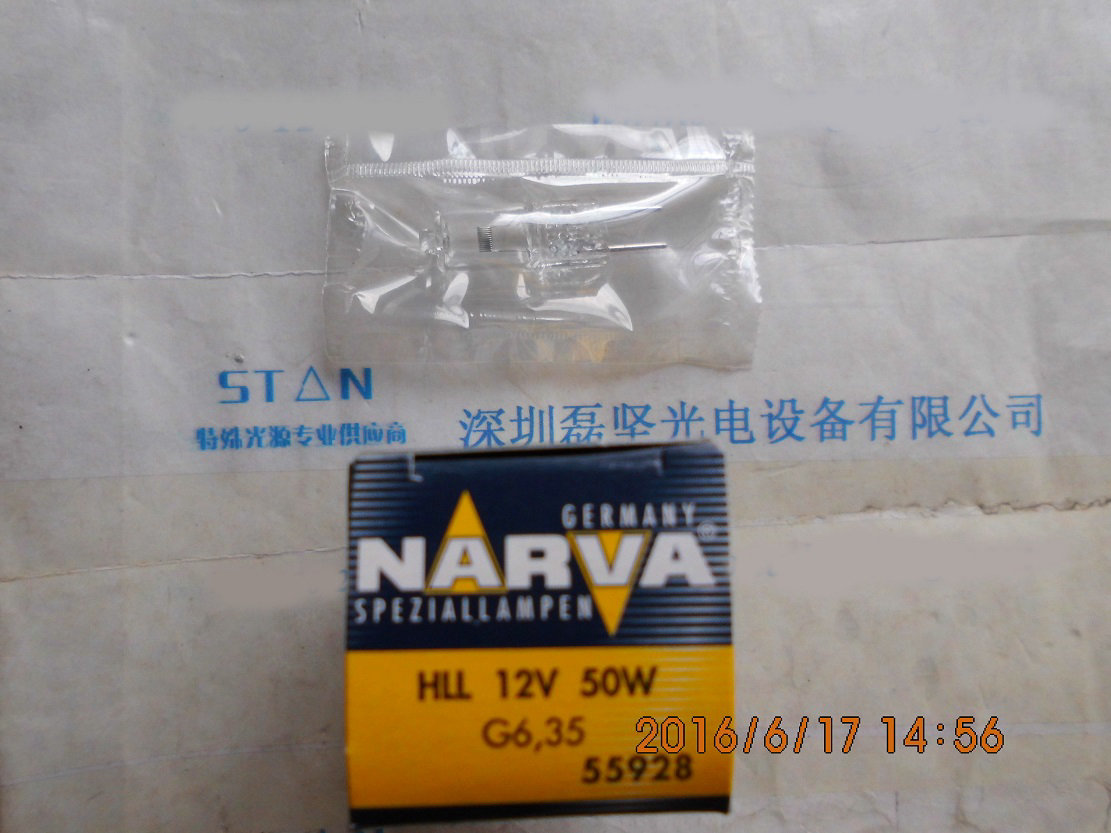 ST△N
特殊光源专业供应商
深圳磊坚光电设备有限公司
GERMANY
NARVA®
SPEZIALLAMPEN
HLL 12V 50W
G6,35
55928
2016/6/17 14:56